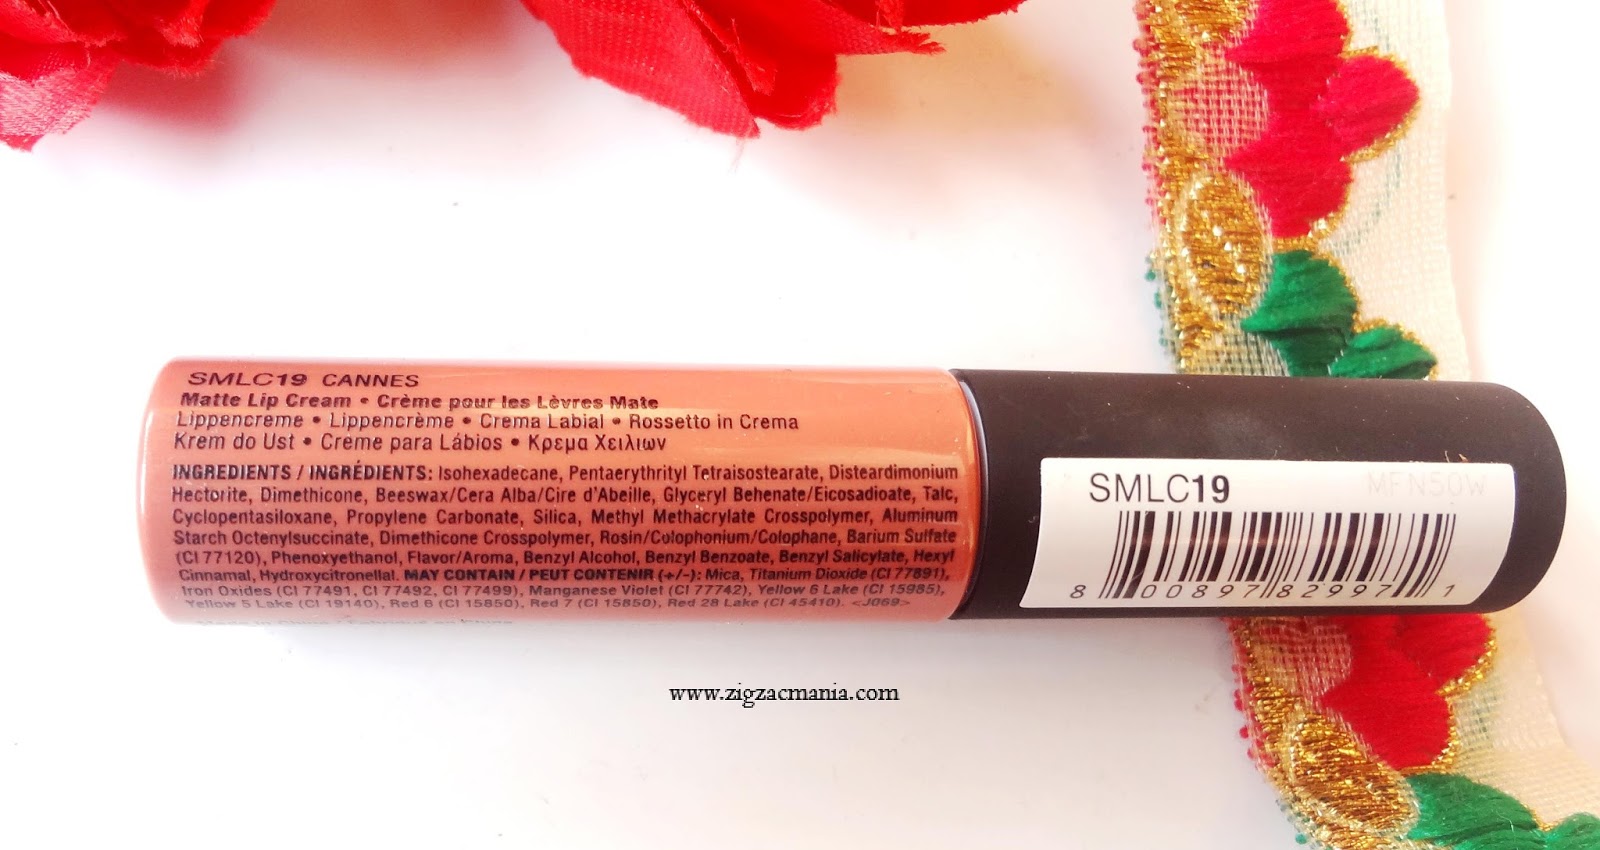 SMLC19 CANNES
Matte Lip Cream • Crème pour les Lèvres Mate
Lippencreme • Lippencrème • Crema Labial • Rossetto in Crema
Krem do Ust • Creme para Lábios • Κρεμα Χειλιων
INGREDIENTS / INGRÉDIENTS: Isohexadecane, Pentaerythrityl Tetraisostearate, Disteardimonium
Hectorite, Dimethicone, Beeswax/Cera Alba/Cire d'Abeille, Glyceryl Behenate/Eicosadioate, Talc,
Cyclopentasiloxane, Propylene Carbonate, Silica, Methyl Methacrylate Crosspolymer, Aluminum
Starch Octenylsuccinate, Dimethicone Crosspolymer, Rosin/Colophonium/Colophane, Barium Sulfate
(CI 77120), Phenoxyethanol, Flavor/Aroma, Benzyl Alcohol, Benzyl Benzoate, Benzyl Salicylate, Hexyl
Cinnamal, Hydroxycitronellal. MAY CONTAIN / PEUT CONTENIR (+/-): Mica, Titanium Dioxide (CI 77891),
Iron Oxides (CI 77491, CI 77492, CI 77499), Manganese Violet (CI 77742), Yellow 6 Lake (CI 15985),
Yellow 5 Lake (CI 19140), Red 6 (CI 15850), Red 7 (CI 15850), Red 28 Lake (CI 45410). <J069>
Made in China / Fabriqué en Chine
SMLC19 MFN50W
8 00897 82997 1
www.zigzacmania.com